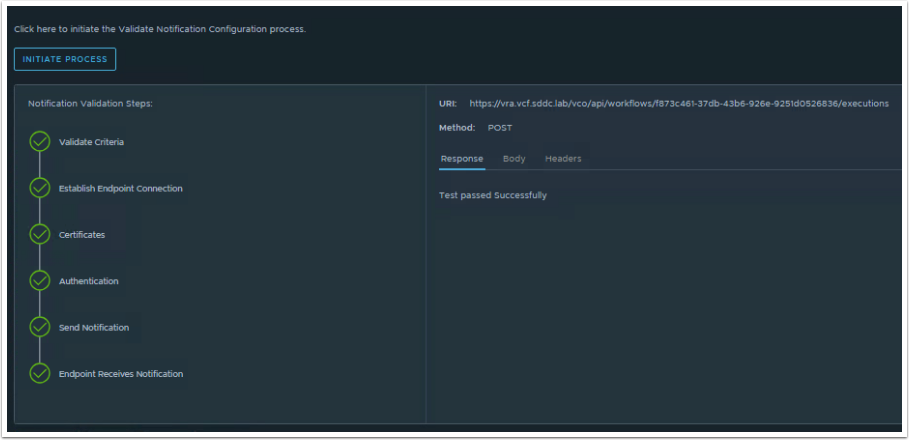 Click here to initiate the Validate Notification Configuration process.
INITIATE PROCESS
Notification Validation Steps:
Validate Criteria
Establish Endpoint Connection
Certificates
Authentication
Send Notification
Endpoint Receives Notification
URI: https://vra.vcf.sddc.lab/vco/api/workflows/f873c461-37db-43b6-926e-9251d0526836/executions
Method: POST
Response Body Headers
Test passed Successfully